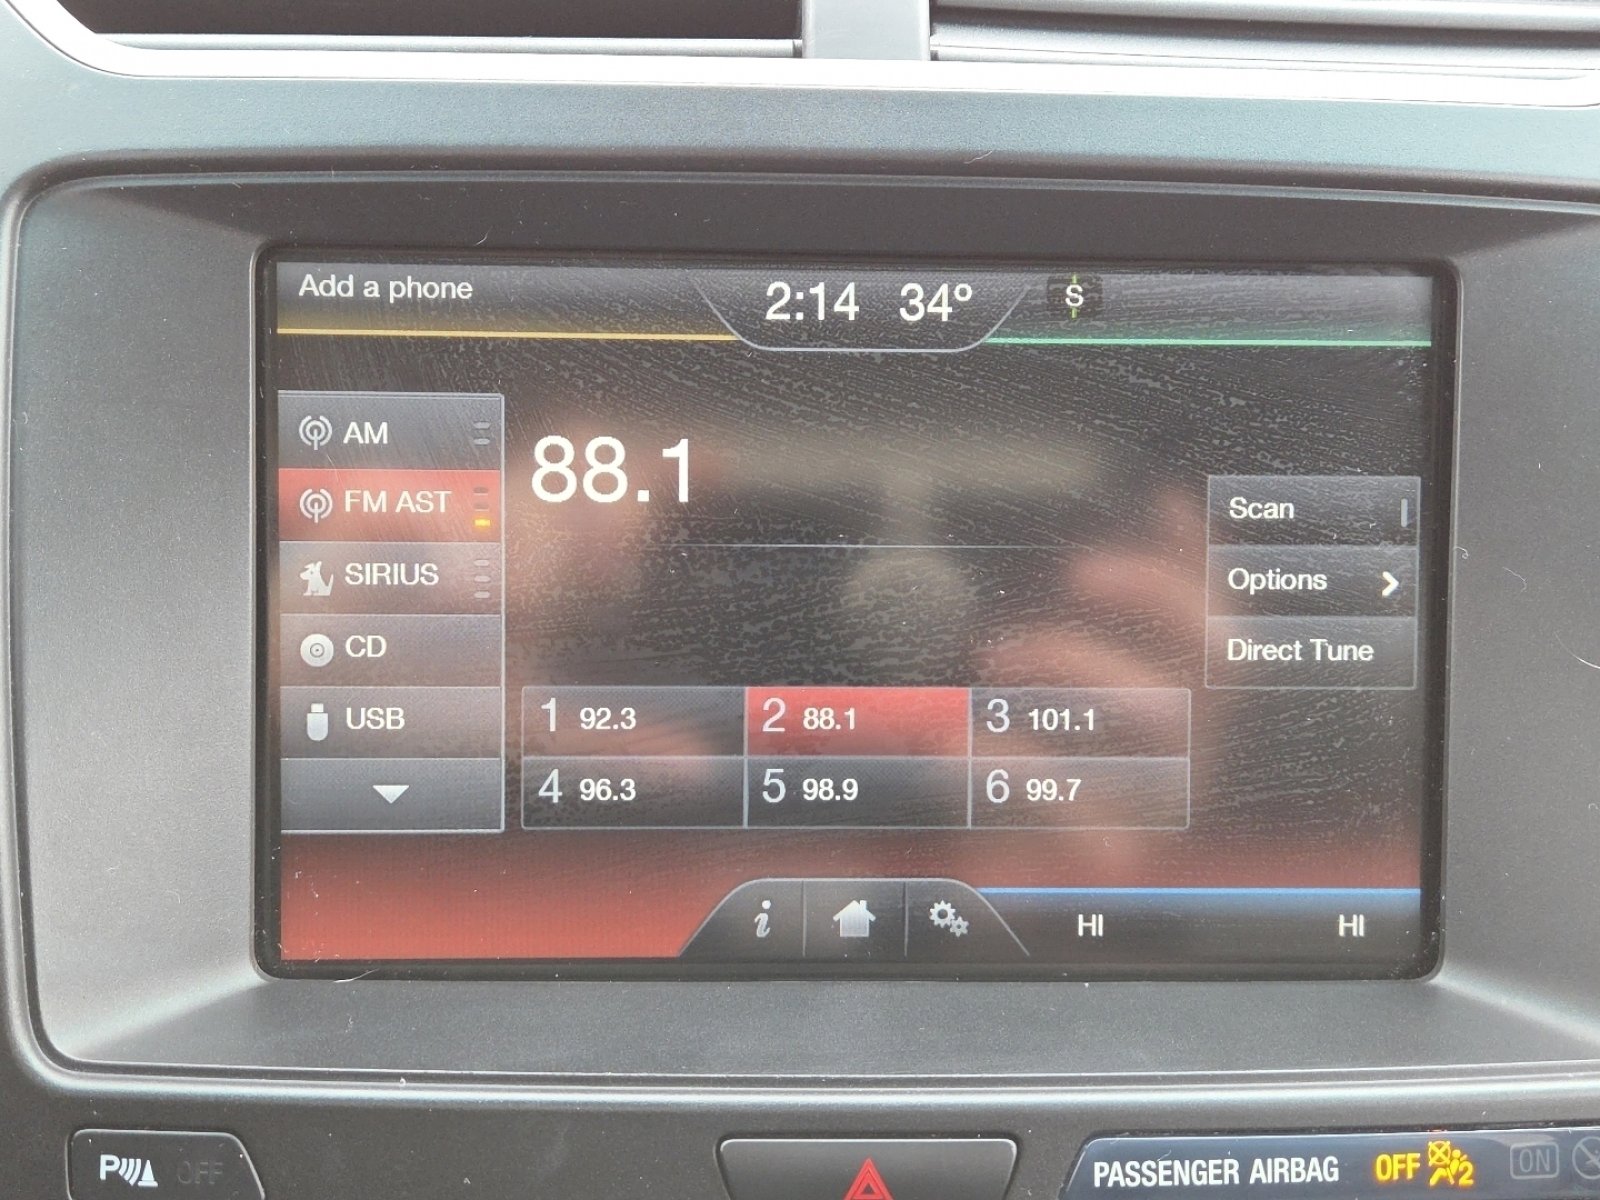 Add a phone
2:14 34° S
AM
FM AST
SIRIUS
CD
USB
88.1
Scan
Options
Direct Tune
1 92.3 2 88.1 3 101.1
4 96.3 5 98.9 6 99.7
i
HI HI
P OFF
PASSENGER AIRBAG OFF 2 ON